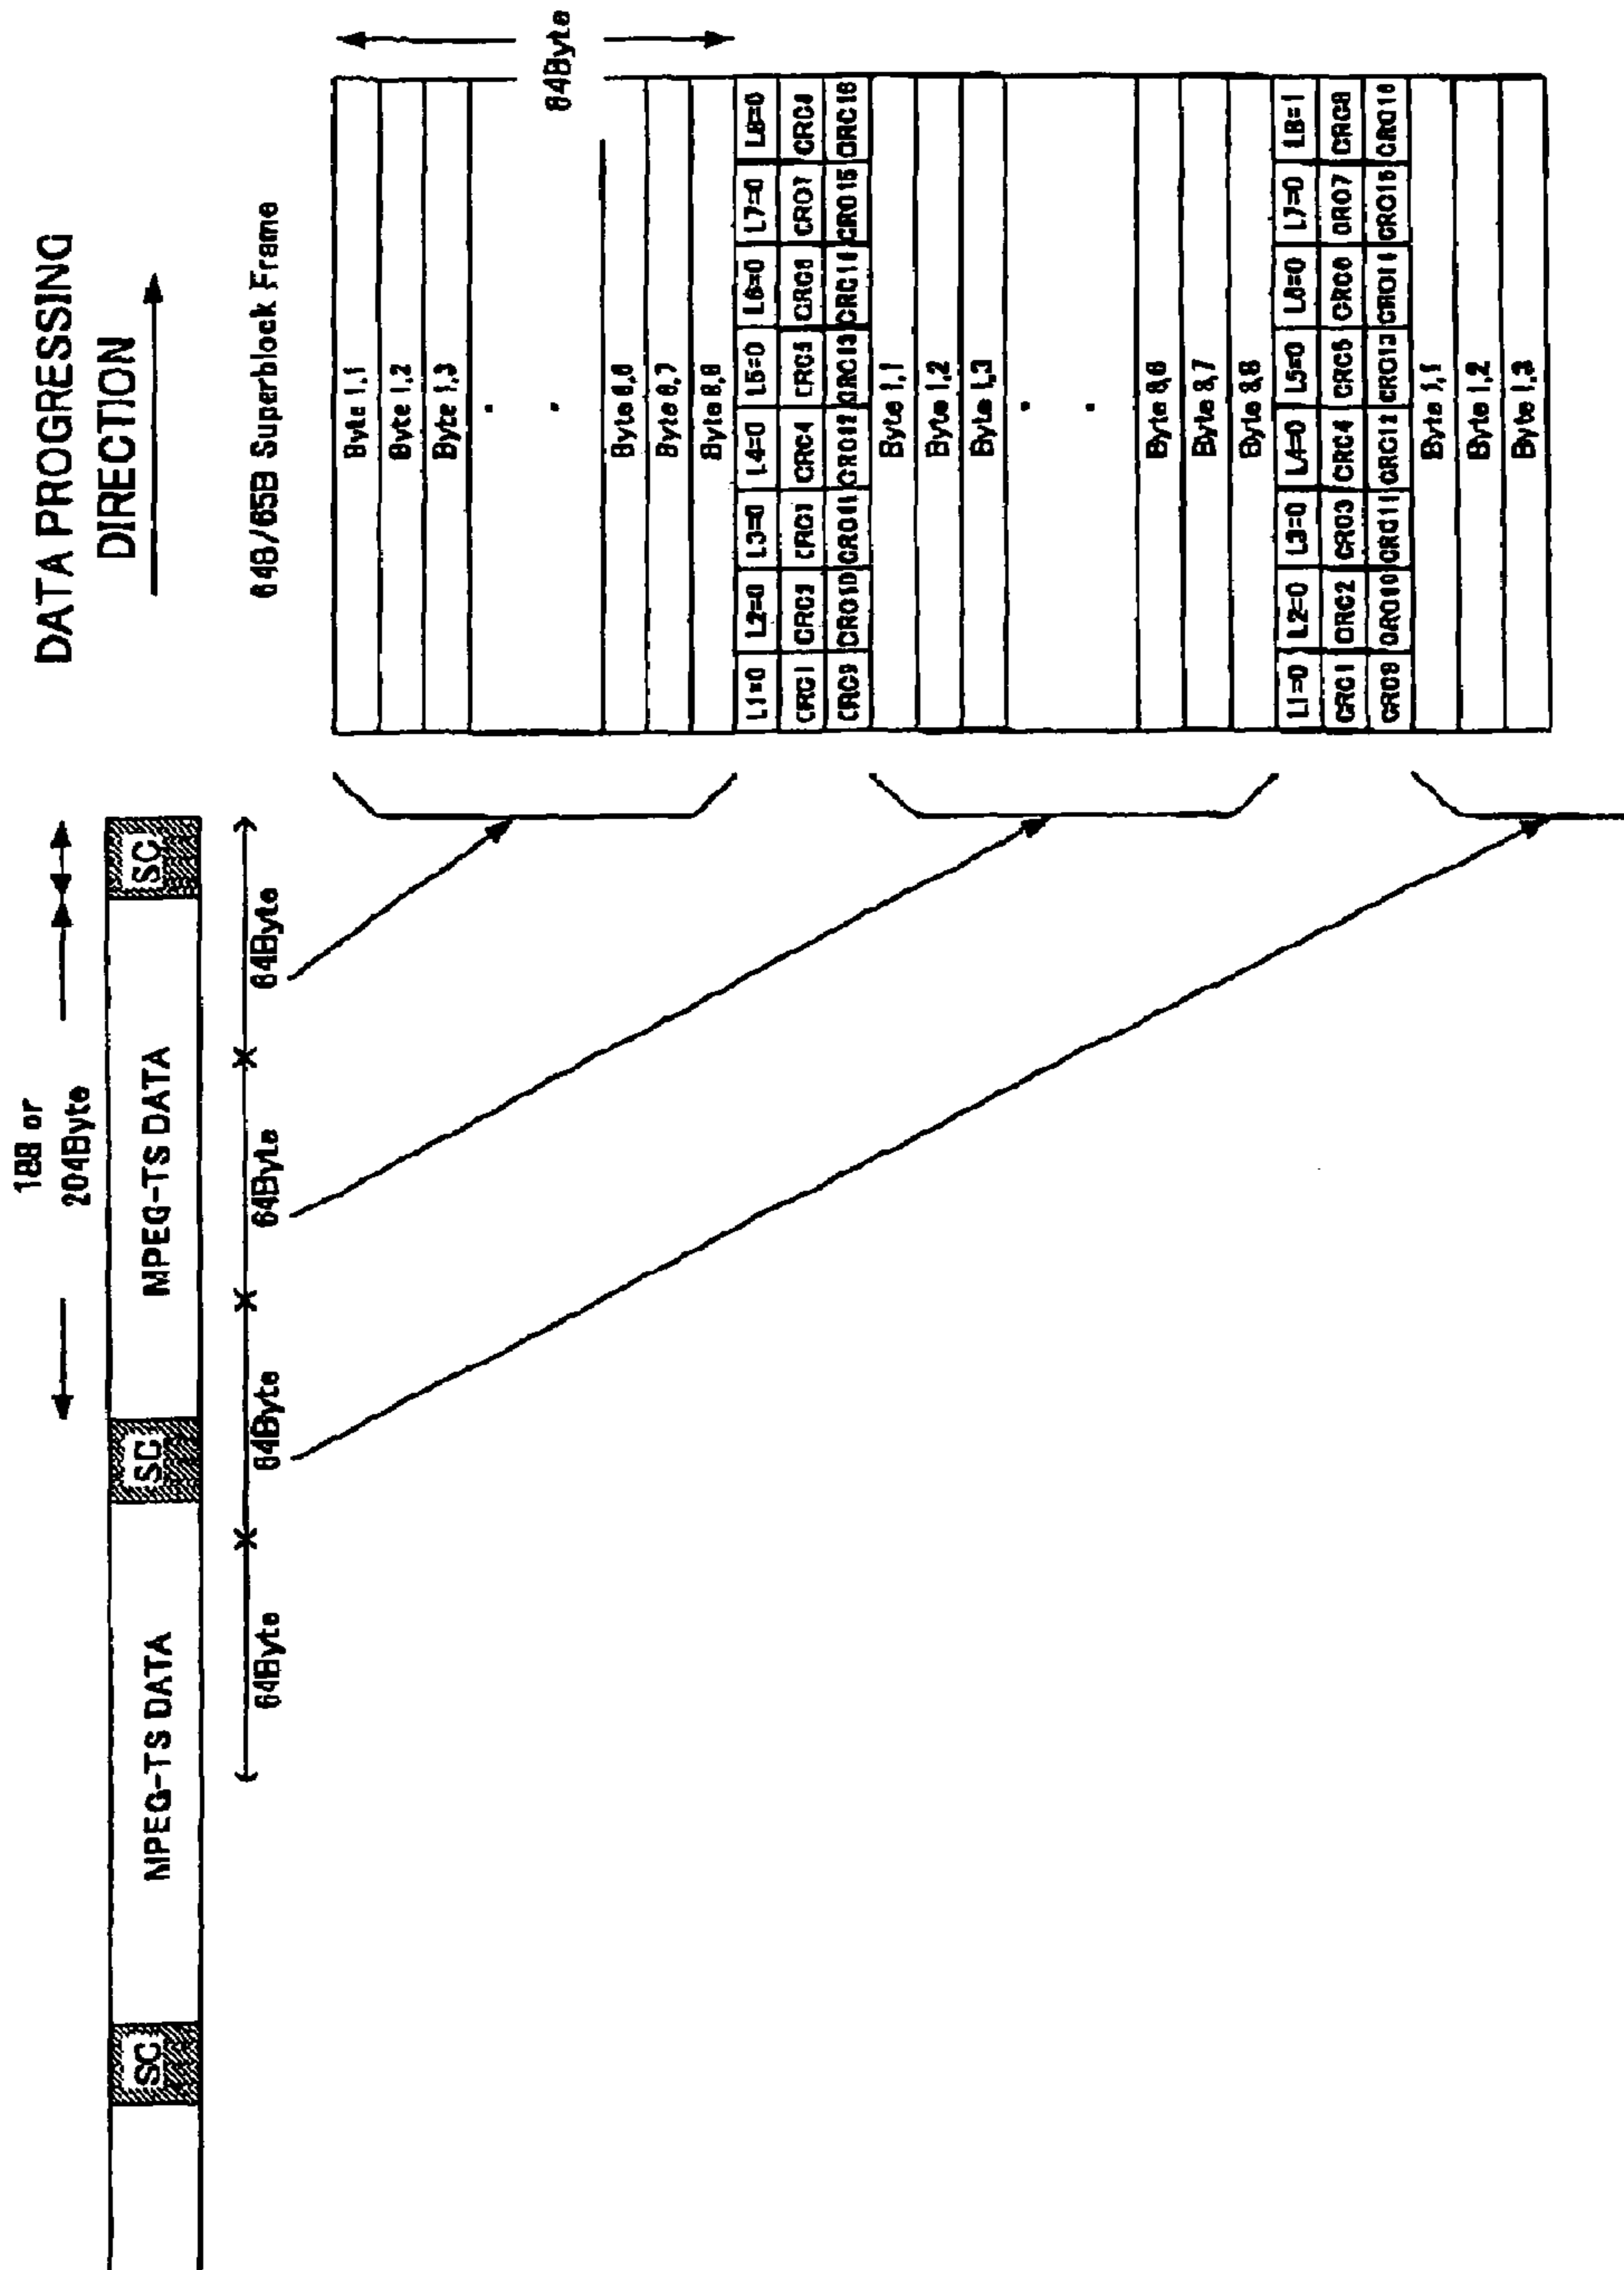 DATA PROGRESSING
DIRECTION
188 or
204Byte
SC
MPEG-TS DATA
SC
MPEG-TS DATA
SC
64Byte
64Byte
64Byte
64Byte
64B/65B Superblock Frame
Byte 1,1
Byte 1,2
Byte 1,3
Byte 8,6
Byte 8,7
Byte 8,8
64Byte
L1=0 L2=0 L3=0 L4=0 L5=0 L6=0 L7=0 L8=0
CRC1 CRC2 CRC3 CRC4 CRC5 CRC6 CRC7 CRC8
CRC9 CRC10 CRC11 CRC12 CRC13 CRC14 CRC15 CRC16
Byte 1,1
Byte 1,2
Byte 1,3
Byte 8,6
Byte 8,7
Byte 8,8
L1=0 L2=0 L3=0 L4=0 L5=0 L6=0 L7=0 L8=1
CRC1 CRC2 CRC3 CRC4 CRC5 CRC6 CRC7 CRC8
CRC9 CRC10 CRC11 CRC12 CRC13 CRC14 CRC15 CRC16
Byte 1,1
Byte 1,2
Byte 1,3